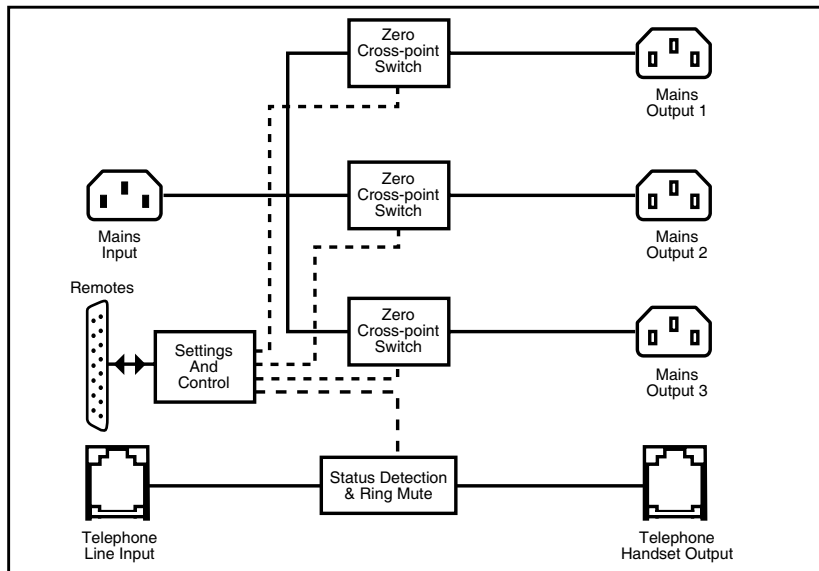 Zero
Cross-point
Switch
Mains
Output 1
Mains
Input
Zero
Cross-point
Switch
Mains
Output 2
Remotes
Settings
And
Control
Zero
Cross-point
Switch
Mains
Output 3
Telephone
Line Input
Status Detection
& Ring Mute
Telephone
Handset Output